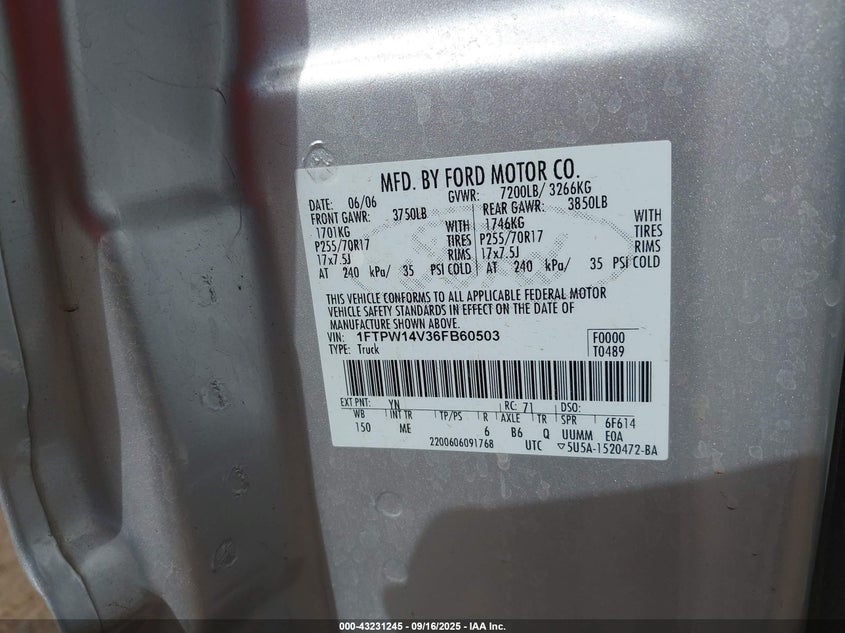 MFD. BY FORD MOTOR CO.
DATE: 06/06 GVWR: 7200LB/ 3266KG
FRONT GAWR: 3750LB REAR GAWR: 3850LB
1701KG WITH 1746KG WITH
P255/70R17 TIRES P255/70R17 TIRES
17x7.5J RIMS 17x7.5J RIMS
AT 240 kPa/ 35 PSI COLD AT 240 kPa/ 35 PSI COLD
THIS VEHICLE CONFORMS TO ALL APPLICABLE FEDERAL MOTOR
VEHICLE SAFETY STANDARDS IN EFFECT ON THE DATE OF
MANUFACTURE SHOWN ABOVE.
VIN: 1FTPW14V36FB60503 F0000
TYPE: Truck T0489
EXT PNT: YN RC: 71 DSO:
WB INT TR TP/PS R AXLE TR SPR 6F614
150 ME 6 B6 Q UUMM E0A
2200606091768 UTC ▽5U5A-1520472-BA
000-43231245 - 09/16/2025 - IAA Inc.